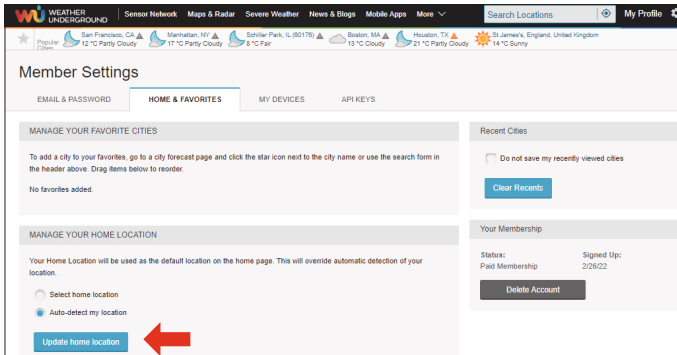 WEATHER UNDERGROUND
Sensor Network Maps & Radar Severe Weather News & Blogs Mobile Apps More Search Locations My Profile
Popular Cities
San Francisco, CA Manhattan, NY Schiller Park, IL (60176) Boston, MA Houston, TX St James's, England, United Kingdom
12 °C Partly Cloudy 17 °C Partly Cloudy 8 °C Fair 13 °C Cloudy 21 °C Partly Cloudy 14 °C Sunny
Member Settings
EMAIL & PASSWORD HOME & FAVORITES MY DEVICES API KEYS
MANAGE YOUR FAVORITE CITIES
To add a city to your favorites, go to a city forecast page and click the star icon next to the city name or use the search form in
the header above. Drag items below to reorder.
No favorites added.
MANAGE YOUR HOME LOCATION
Your Home Location will be used as the default location on the home page. This will override automatic detection of your
location.
Select home location
Auto-detect my location
Update home location
Recent Cities
Do not save my recently viewed cities
Clear Recents
Your Membership
Status: Signed Up:
Paid Membership 2/26/22
Delete Account